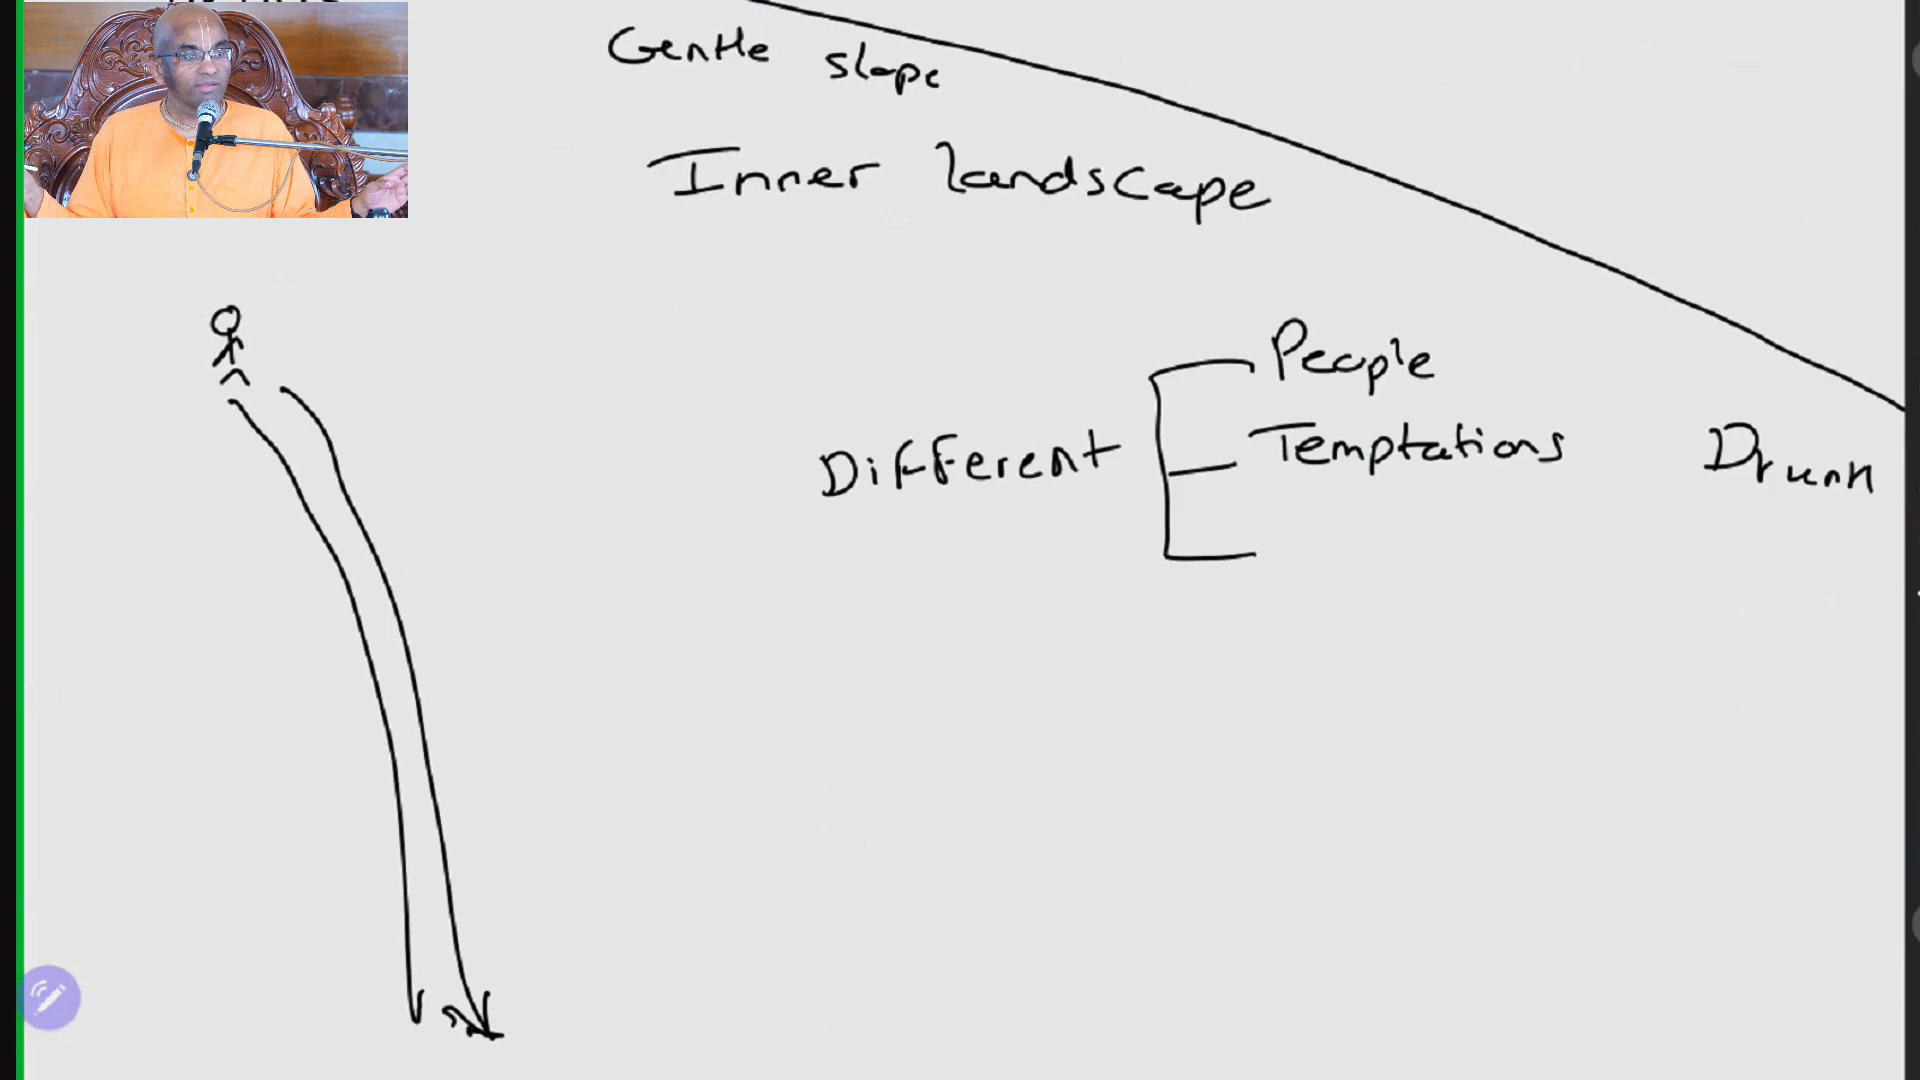 Gentle slope
Inner landscape
People
Different Temptations Drunk